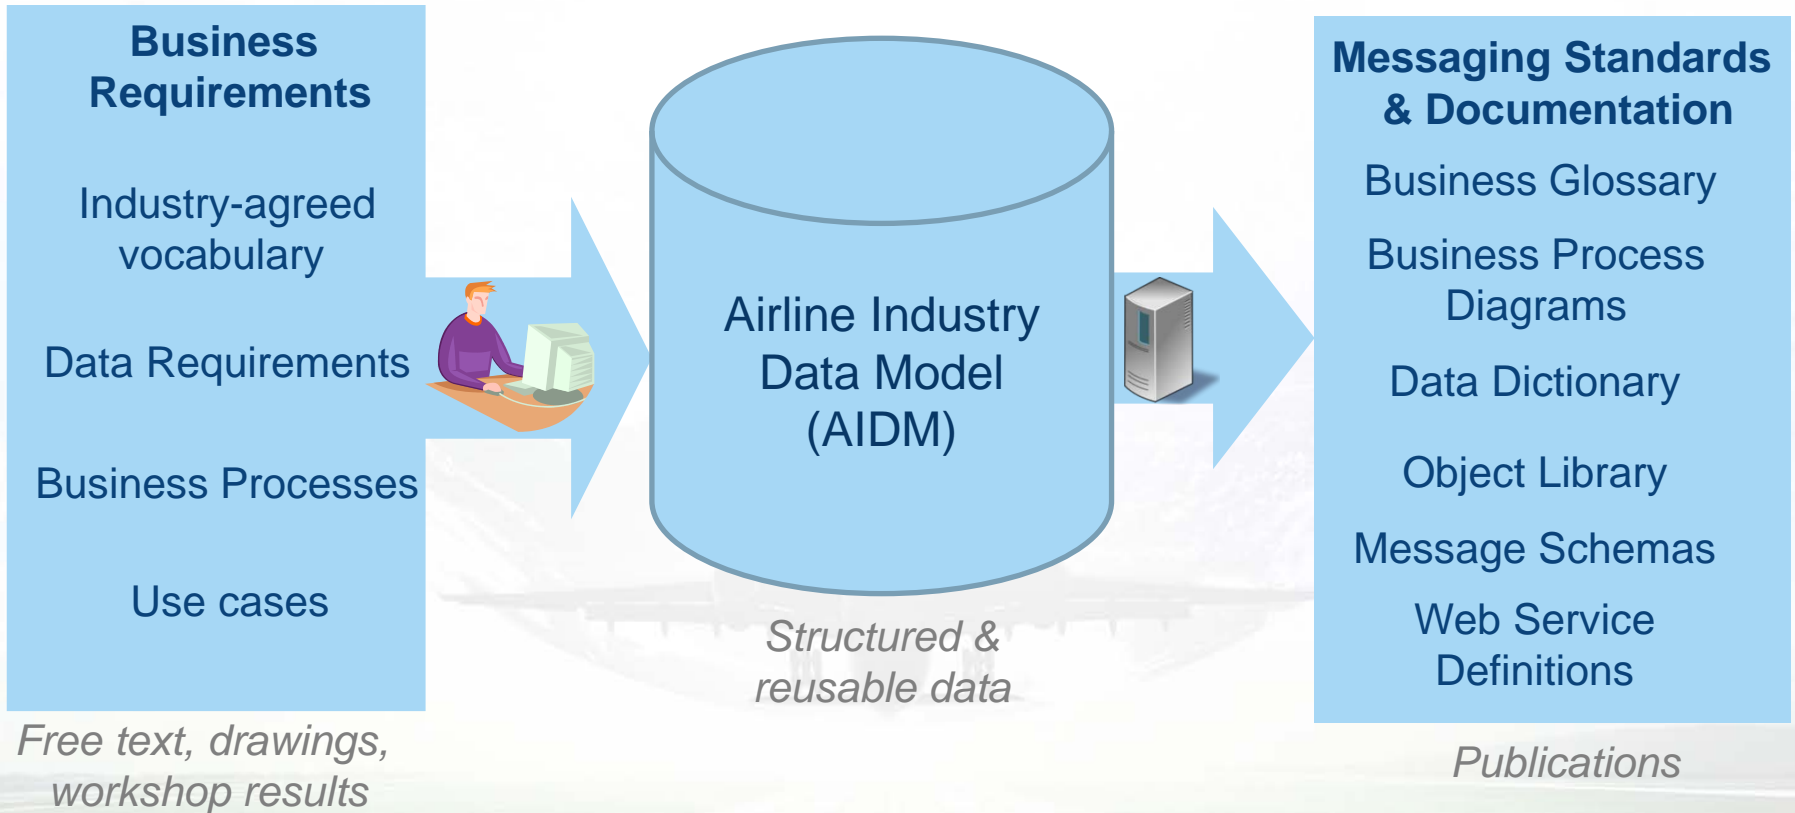 Business
Requirements
Industry-agreed
vocabulary
Data Requirements
Business Processes
Use cases
Free text, drawings,
workshop results
Airline Industry
Data Model
(AIDM)
Structured &
reusable data
Messaging Standards
& Documentation
Business Glossary
Business Process
Diagrams
Data Dictionary
Object Library
Message Schemas
Web Service
Definitions
Publications